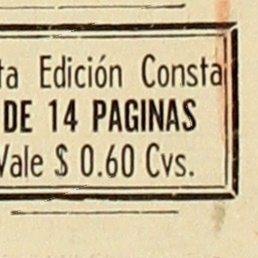 ta Edición Consta
DE 14 PAGINAS
Vale $ 0.60 Cvs.